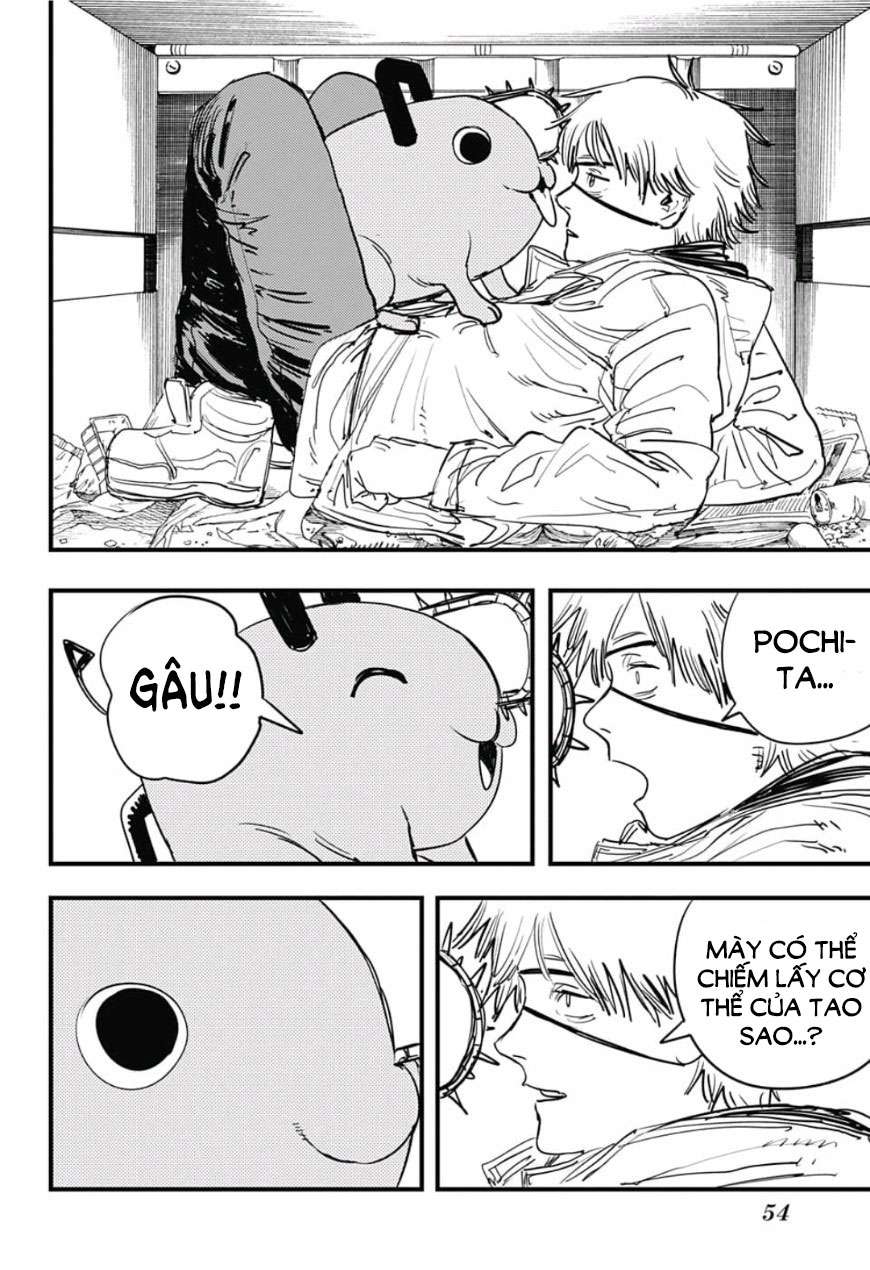 POCHI-
TA...
GÂU!!
MÀY CÓ THỂ
CHIẾM LẤY CƠ
THỂ CỦA TAO
SAO...?
54